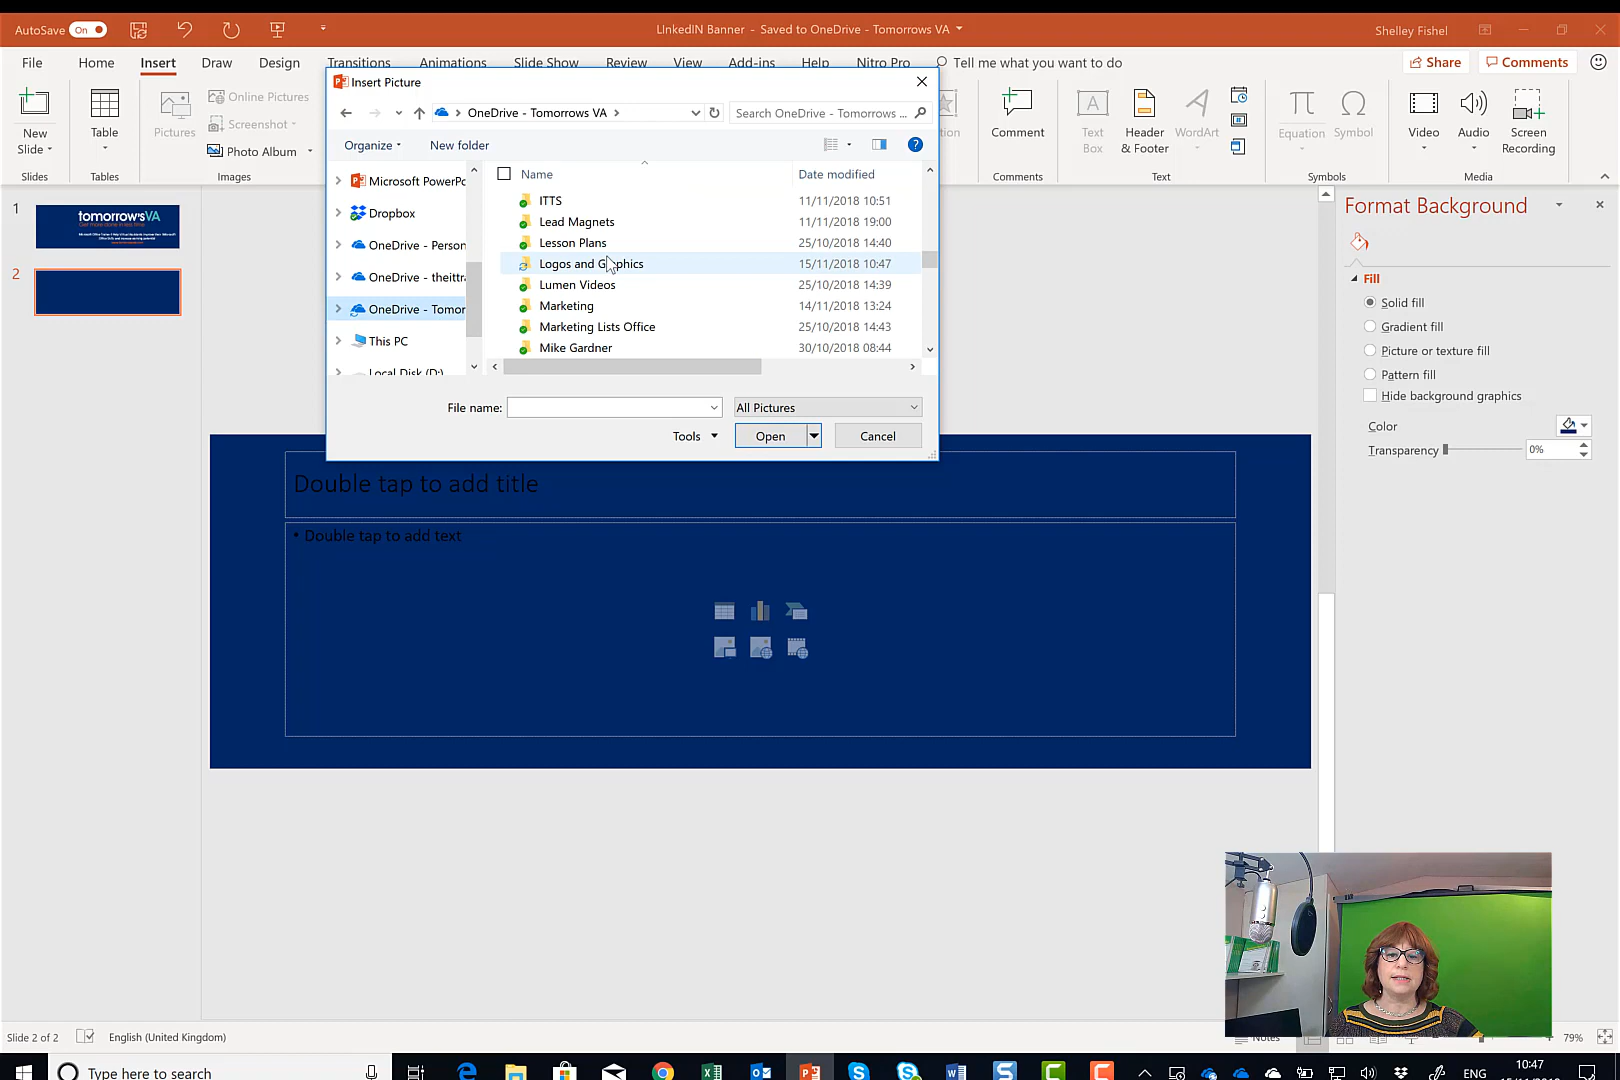 AutoSave On
LInkedIN Banner - Saved to OneDrive - Tomorrows VA
Shelley Fishel
File Home Insert Draw Design Transitions Animations Slide Show Review View Add-ins Help Nitro Pro Tell me what you want to do
Share Comments
New Slide
Table
Pictures
Online Pictures
Screenshot
Photo Album
Comment
Text Box
Header & Footer
WordArt
Equation
Symbol
Video
Audio
Screen Recording
Slides
Tables
Images
Comments
Text
Symbols
Media
Insert Picture
OneDrive - Tomorrows VA
Search OneDrive - Tomorrows ...
Organize
New folder
Microsoft PowerPo
Dropbox
OneDrive - Person
OneDrive - theittra
OneDrive - Tomor
This PC
Local Disk (D:)
Name Date modified
ITTS 11/11/2018 10:51
Lead Magnets 11/11/2018 19:00
Lesson Plans 25/10/2018 14:40
Logos and Graphics 15/11/2018 10:47
Lumen Videos 25/10/2018 14:39
Marketing 14/11/2018 13:24
Marketing Lists Office 25/10/2018 14:43
Mike Gardner 30/10/2018 08:44
File name:
All Pictures
Tools
Open
Cancel
1
tomorrow'sVA
2
Double tap to add title
• Double tap to add text
Format Background
Fill
Solid fill
Gradient fill
Picture or texture fill
Pattern fill
Hide background graphics
Color
Transparency 0%
Slide 2 of 2
English (United Kingdom)
Notes
79%
Type here to search
ENG
10:47